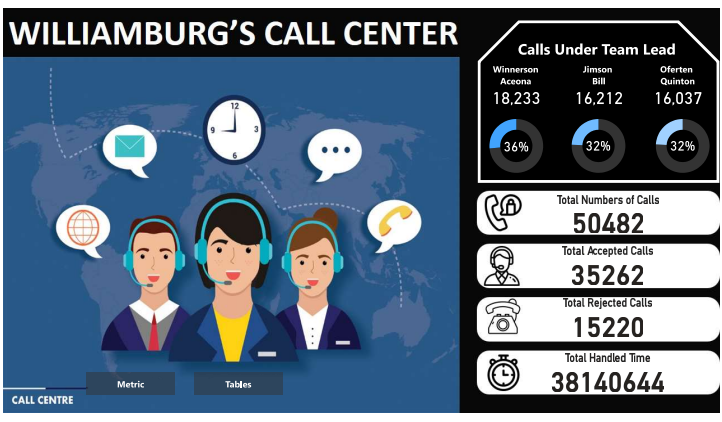 WILLIAMBURG'S CALL CENTER
12
9
3
6
Metric
Tables
CALL CENTRE
Calls Under Team Lead
Winnerson
Aceona
18,233
36%
Jimson
Bill
16,212
32%
Oferten
Quinton
16,037
32%
Total Numbers of Calls
50482
Total Accepted Calls
35262
Total Rejected Calls
15220
Total Handled Time
38140644